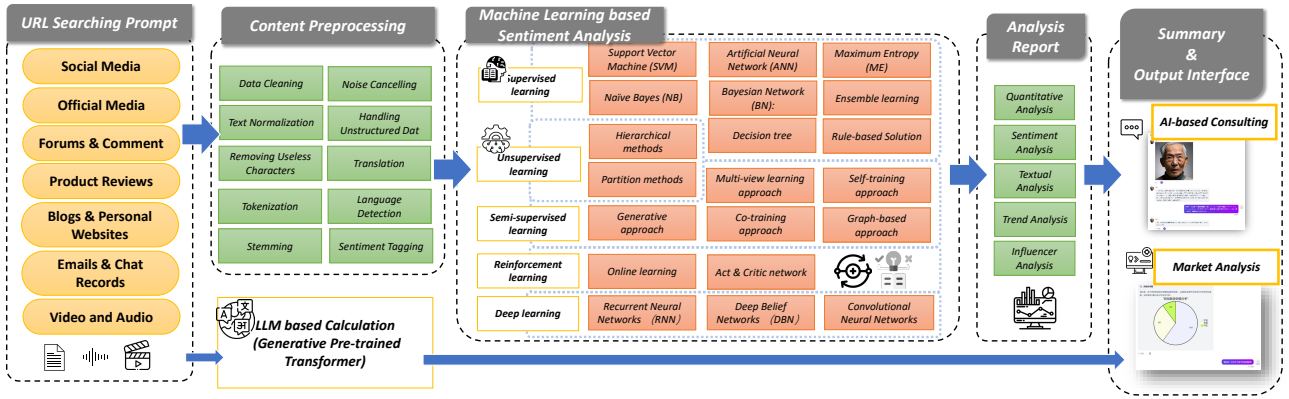 URL Searching Prompt
Social Media
Official Media
Forums & Comment
Product Reviews
Blogs & Personal
Websites
Emails & Chat
Records
Video and Audio
Content Preprocessing
Data Cleaning
Noise Cancelling
Text Normalization
Handling
Unstructured Dat
Removing Useless
Characters
Translation
Tokenization
Language
Detection
Stemming
Sentiment Tagging
LLM based Calculation
(Generative Pre-trained
Transformer)
Machine Learning based
Sentiment Analysis
Supervised
learning
Support Vector
Machine (SVM)
Artificial Neural
Network (ANN)
Maximum Entropy
(ME)
Naïve Bayes (NB)
Bayesian Network
(BN):
Ensemble learning
Hierarchical
methods
Decision tree
Rule-based Solution
Unsupervised
learning
Partition methods
Multi-view learning
approach
Self-training
approach
Semi-supervised
learning
Generative
approach
Co-training
approach
Graph-based
approach
Reinforcement
learning
Online learning
Act & Critic network
Deep learning
Recurrent Neural
Networks （RNN）
Deep Belief
Networks （DBN）
Convolutional
Neural Networks
Analysis
Report
Quantitative
Analysis
Sentiment
Analysis
Textual
Analysis
Trend Analysis
Influencer
Analysis
Summary
&
Output Interface
AI-based Consulting
Market Analysis